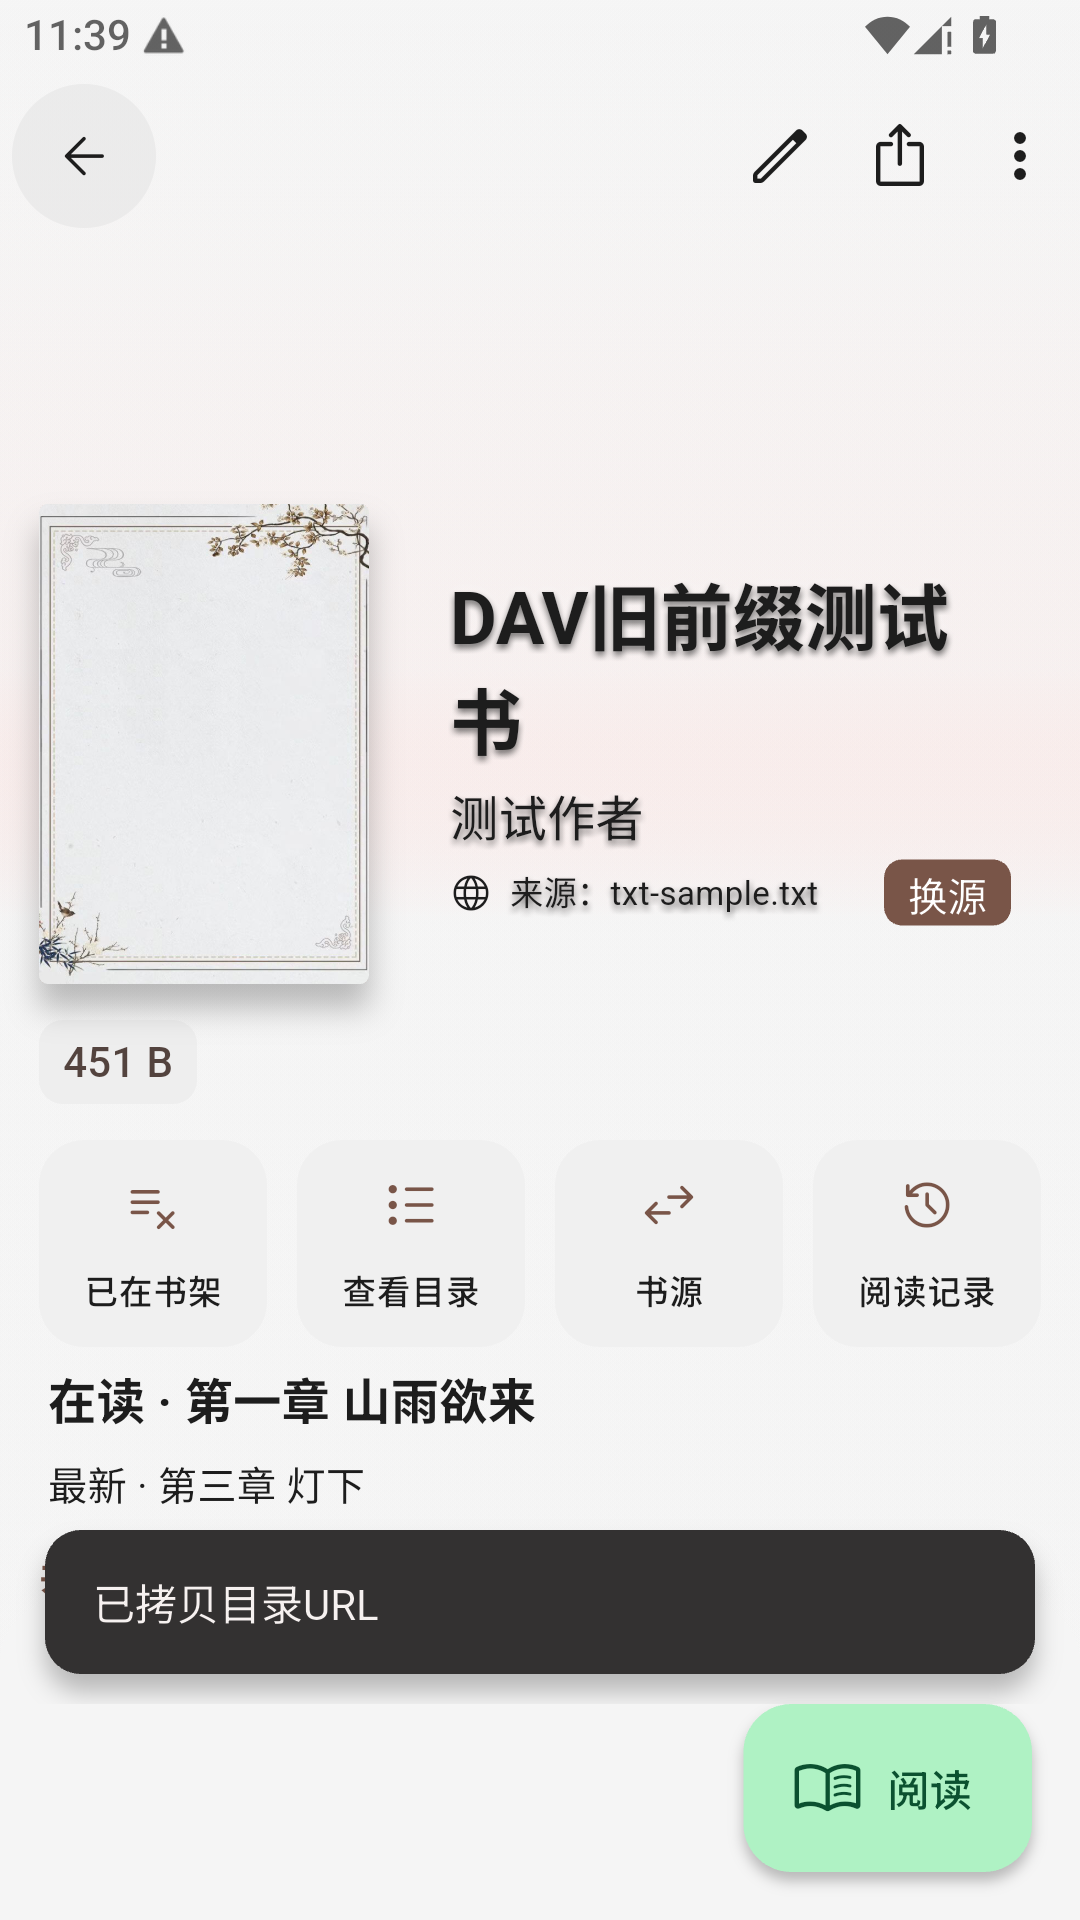 11:39
DAV旧前缀测试
书
测试作者
来源：txt-sample.txt
换源
451 B
已在书架
查看目录
书源
阅读记录
在读 · 第一章 山雨欲来
最新 · 第三章 灯下
已拷贝目录URL
阅读